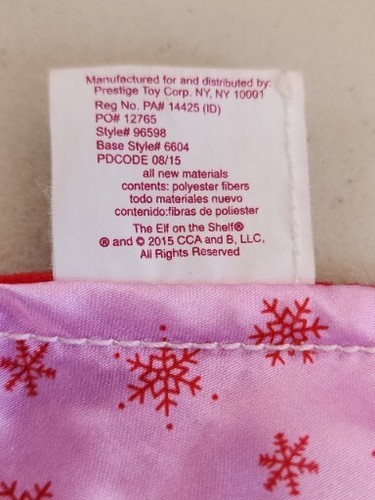 Manufactured for and distributed by:
Prestige Toy Corp. NY, NY 10001
Reg No. PA# 14425 (ID)
PO# 12765
Style# 96598
Base Style# 6604
PDCODE 08/15
all new materials
contents: polyester fibers
todo materiales nuevo
contenido:fibras de poliester
The Elf on the Shelf®
® and © 2015 CCA and B, LLC.
All Rights Reserved